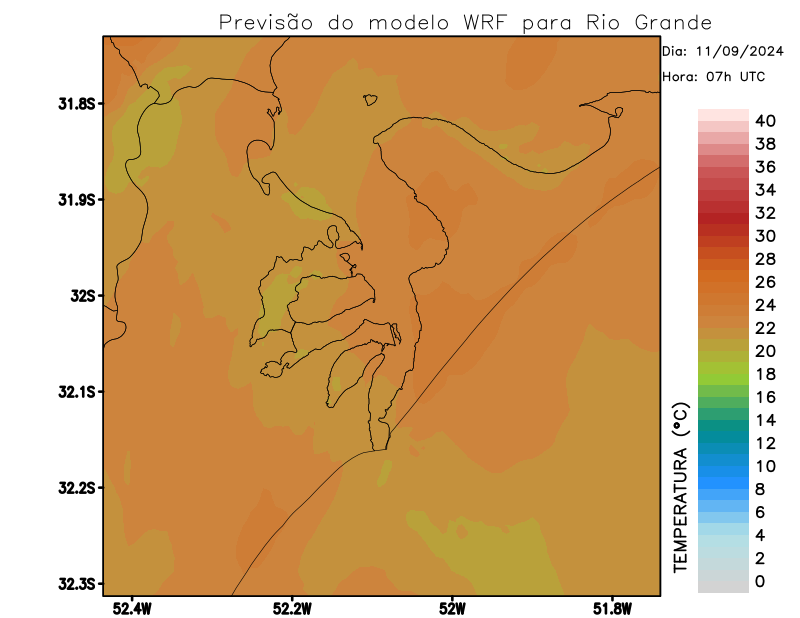 Previsão do modelo WRF para Rio Grande
Dia: 11/09/2024
Hora: 07h UTC
31.8S
31.9S
32S
32.1S
32.2S
32.3S
52.4W
52.2W
52W
51.8W
TEMPERATURA (°C)
40
38
36
34
32
30
28
26
24
22
20
18
16
14
12
10
8
6
4
2
0